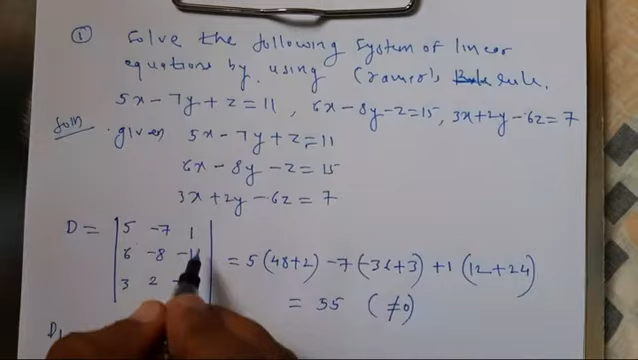 ① Solve the following System of linear
equations by using Cramer's Rule rule.
5x - 7y + z = 11 , 6x - 8y - z = 15, 3x + 2y - 6z = 7
Soln
given 5x - 7y + z = 11
6x - 8y - z = 15
3x + 2y - 6z = 7
D = | 5 -7 1 |
| 6 -8 -1 | = 5(48+2) - 7(-36+3) + 1(12+24)
| 3 2 -
= 55 (≠0)
D1